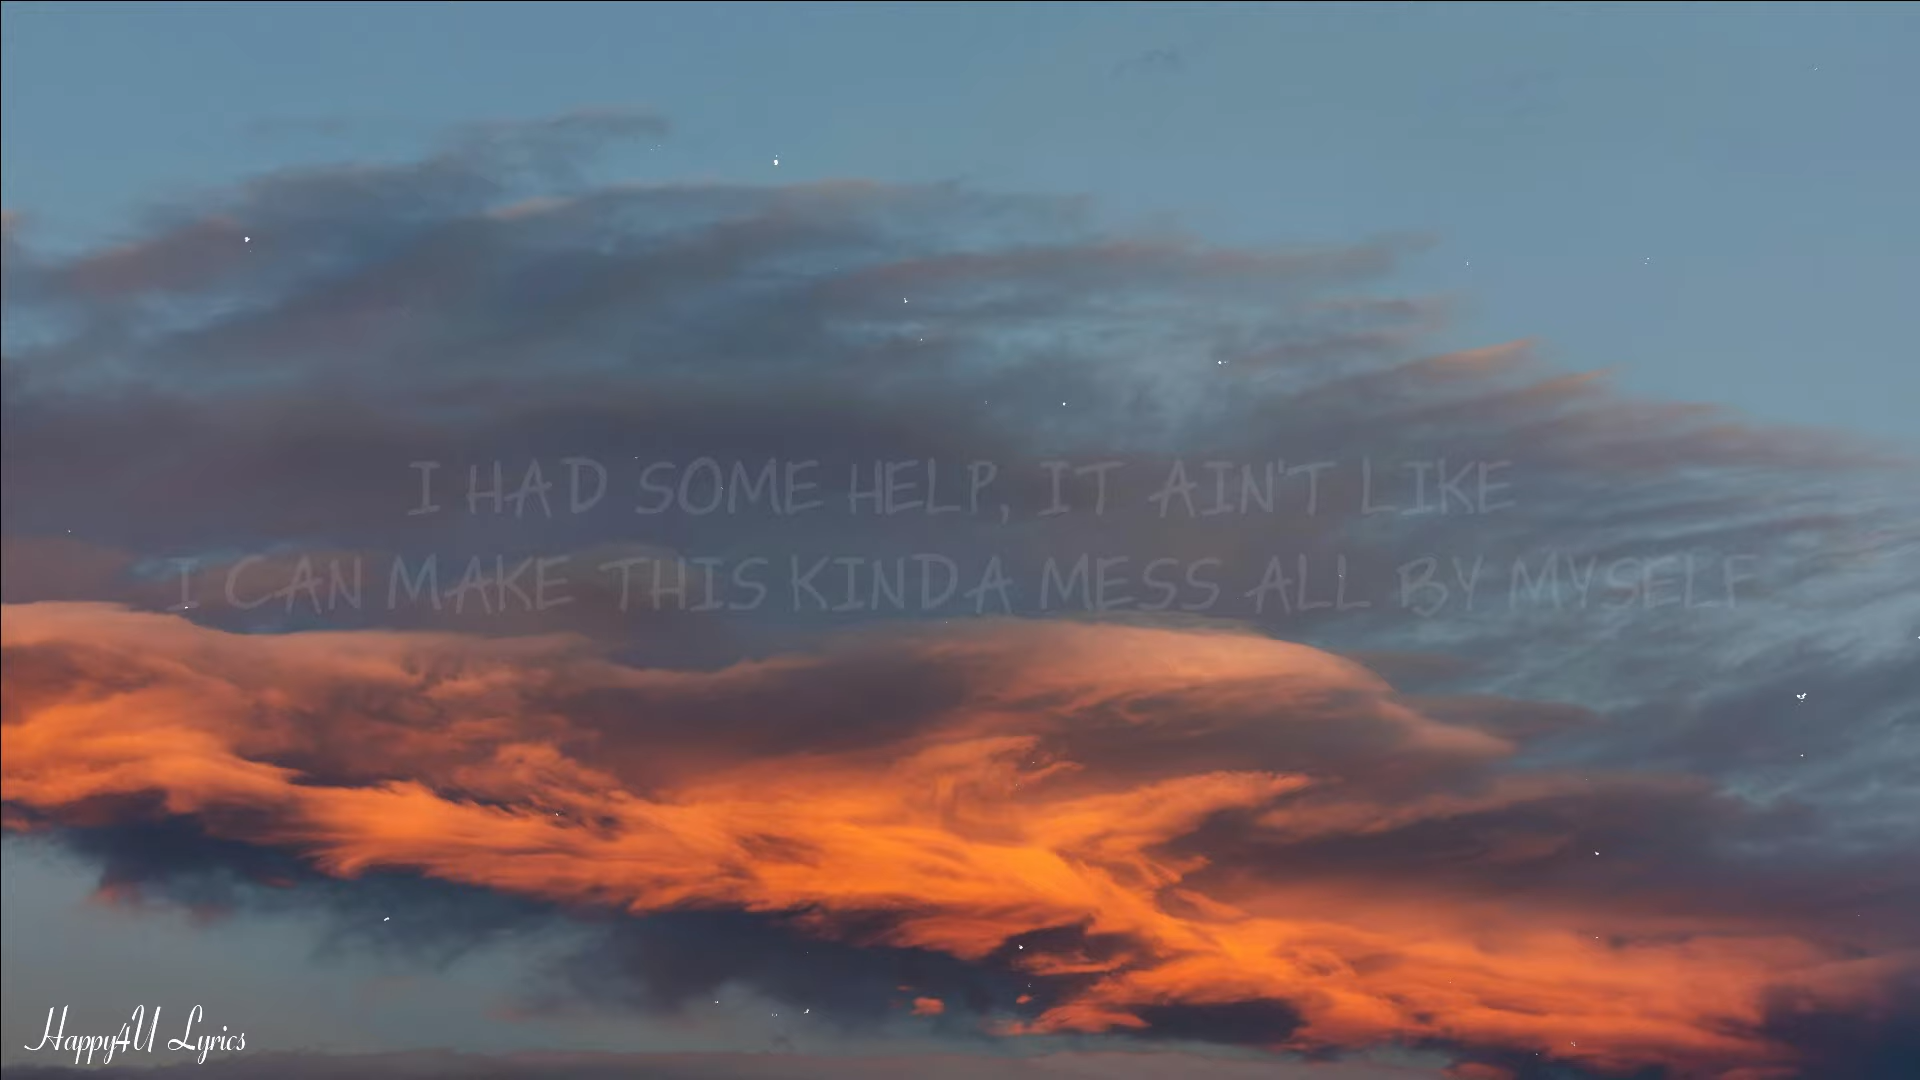 I HAD SOME HELP, IT AIN'T LIKE
I CAN MAKE THIS KINDA MESS ALL BY MYSELF
Happy4U Lyrics